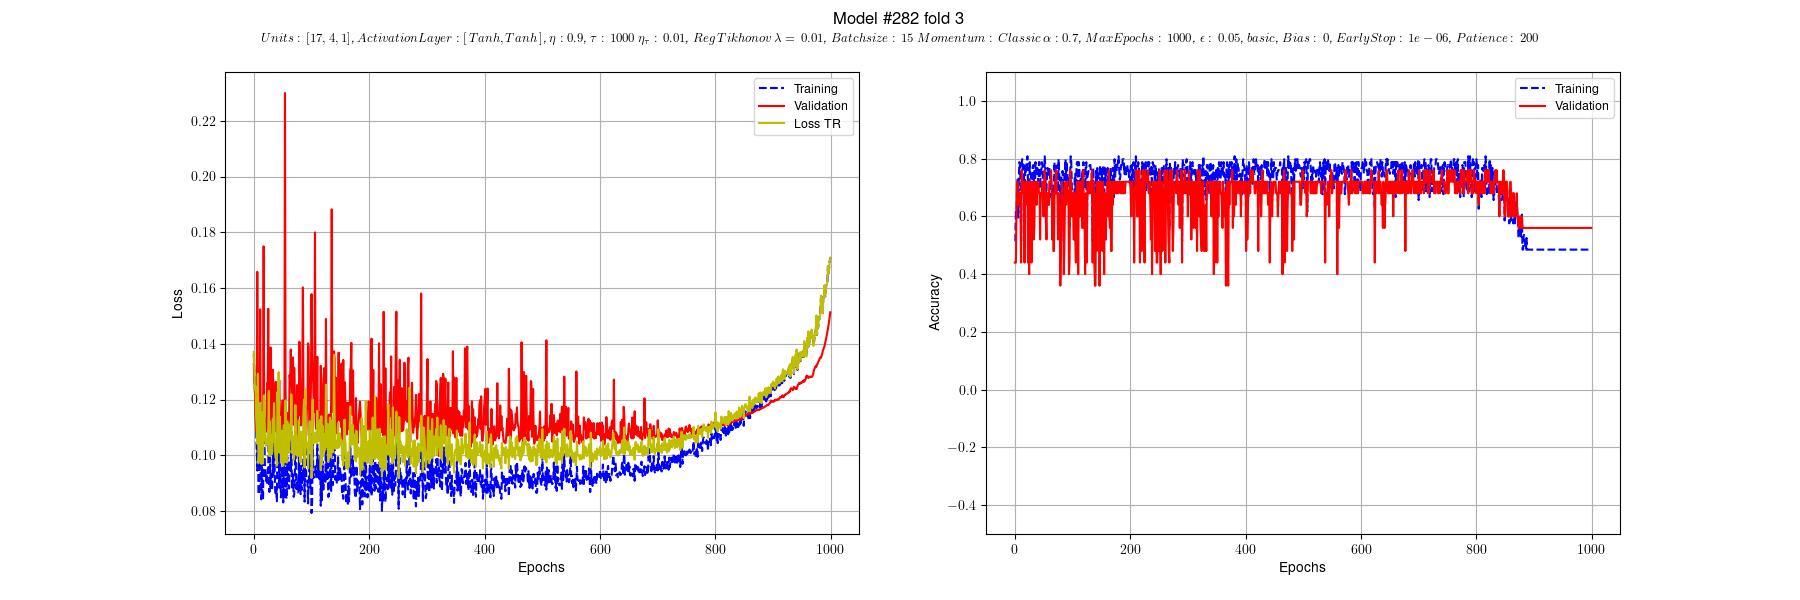 Model #282 fold 3
Units : [17, 4, 1], ActivationLayer : [Tanh, Tanh], η : 0.9, τ : 1000 η_τ : 0.01, RegTikhonov λ = 0.01, Batchsize : 15 Momentum : Classic α : 0.7, MaxEpochs : 1000, ϵ : 0.05, basic, Bias : 0, EarlyStop : 1e − 06, Patience : 200
Loss
0.22
0.20
0.18
0.16
0.14
0.12
0.10
0.08
0 200 400 600 800 1000
Epochs
Training
Validation
Loss TR
Accuracy
1.0
0.8
0.6
0.4
0.2
0.0
−0.2
−0.4
0 200 400 600 800 1000
Epochs
Training
Validation